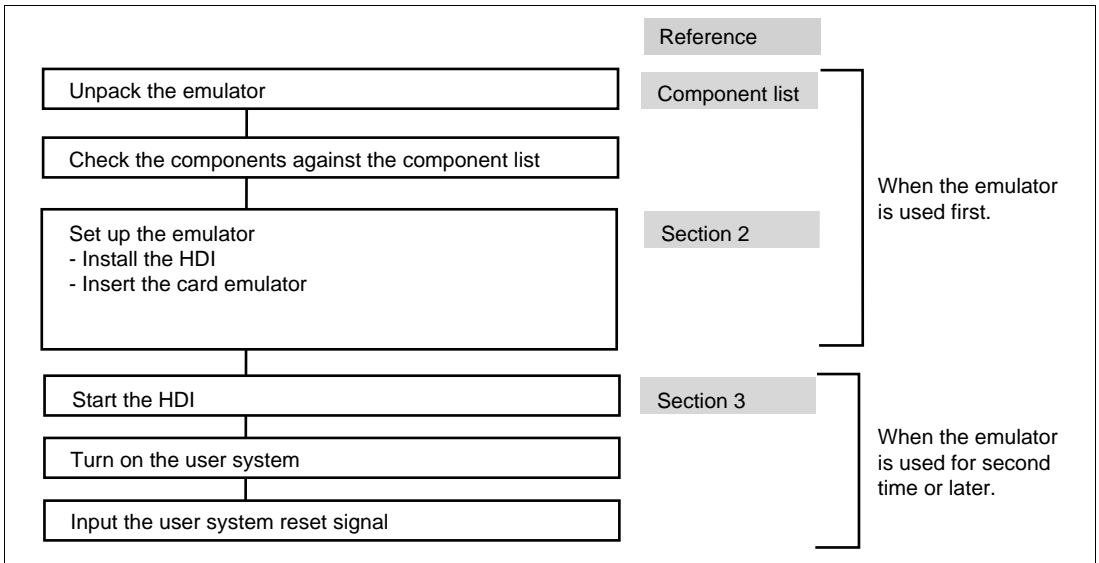 Reference
Unpack the emulator
Component list
Check the components against the component list
When the emulator
is used first.
Set up the emulator
- Install the HDI
- Insert the card emulator
Section 2
Start the HDI
Section 3
Turn on the user system
When the emulator
is used for second
time or later.
Input the user system reset signal